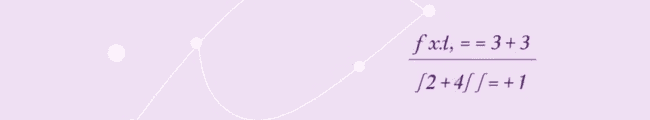 f x.t, = = 3 + 3
∫2 + 4∫ ∫ = + 1